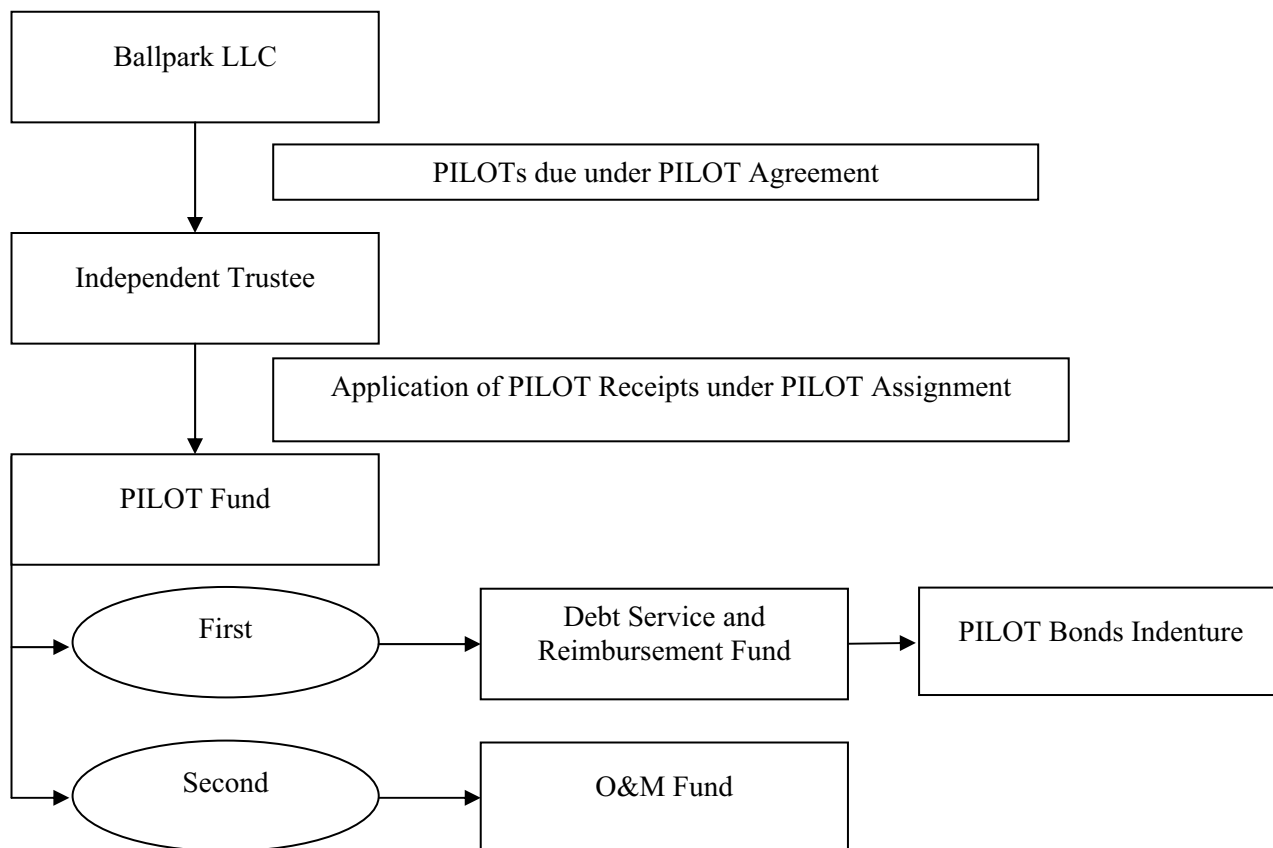 Ballpark LLC
PILOTs due under PILOT Agreement
Independent Trustee
Application of PILOT Receipts under PILOT Assignment
PILOT Fund
First
Debt Service and
Reimbursement Fund
PILOT Bonds Indenture
Second
O&M Fund